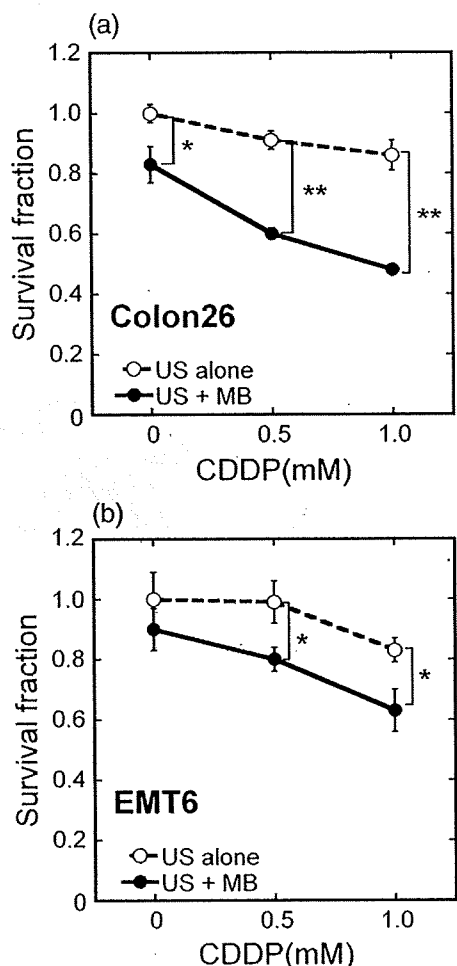 (a)
1.2
1.0
0.8
0.6
0.4
0.2
0
Survival fraction
*
**
**
Colon26
US alone
US + MB
0 0.5 1.0
CDDP(mM)
(b)
1.2
1.0
0.8
0.6
0.4
0.2
0
Survival fraction
*
*
EMT6
US alone
US + MB
0 0.5 1.0
CDDP(mM)